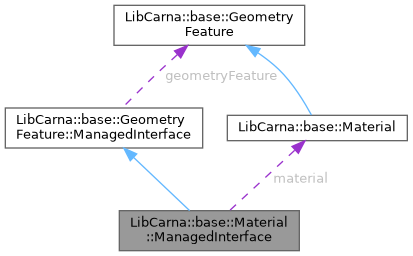 LibCarna::base::Geometry
Feature
geometryFeature
LibCarna::base::Geometry
Feature::ManagedInterface
LibCarna::base::Material
material
LibCarna::base::Material
::ManagedInterface